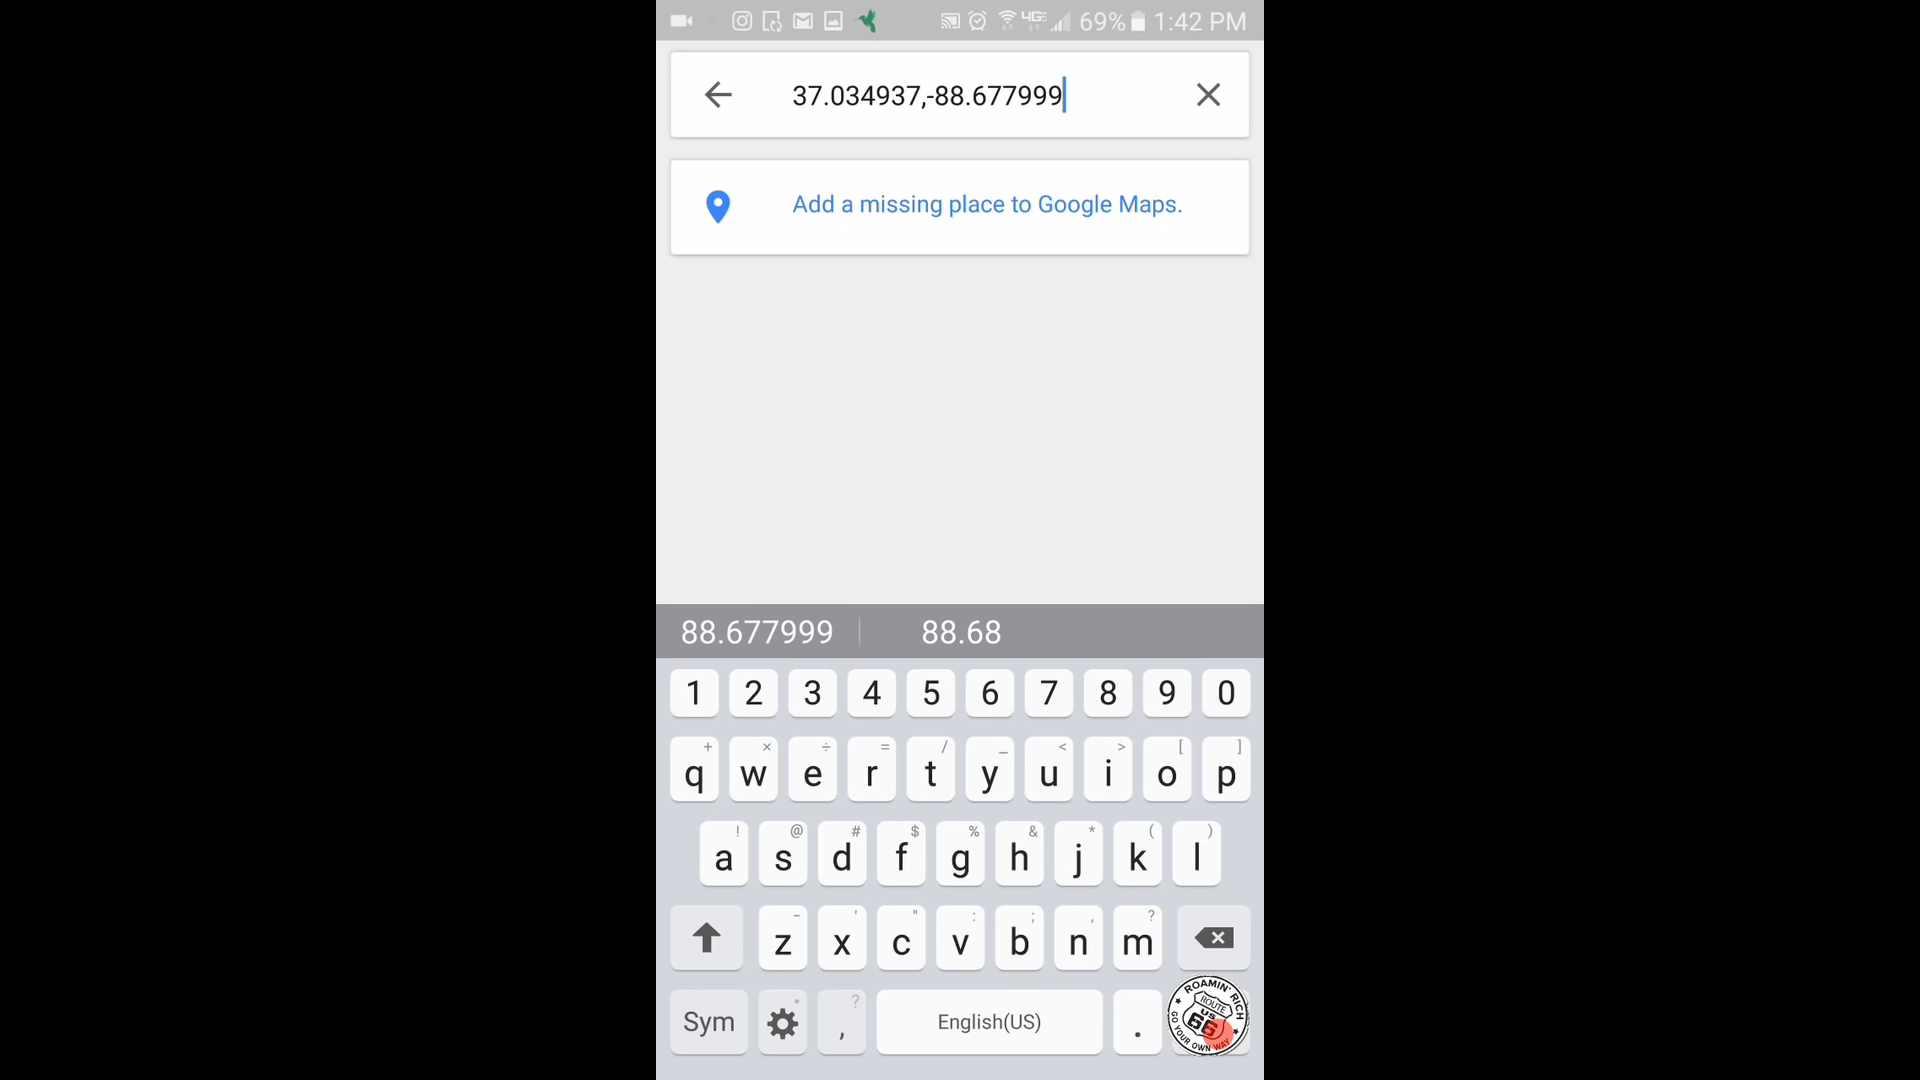 4GE 69% 1:42 PM
37.034937,-88.677999
Add a missing place to Google Maps.
88.677999 88.68
1 2 3 4 5 6 7 8 9 0
+ × ÷ = / _ < > [ ]
q w e r t y u i o p
! @ # $ % & * ( )
a s d f g h j k l
- ' " : ; , ?
z x c v b n m
Sym , ? English(US) .
ROAMIN' RICH
ROUTE
US
66
GO YOUR OWN WAY